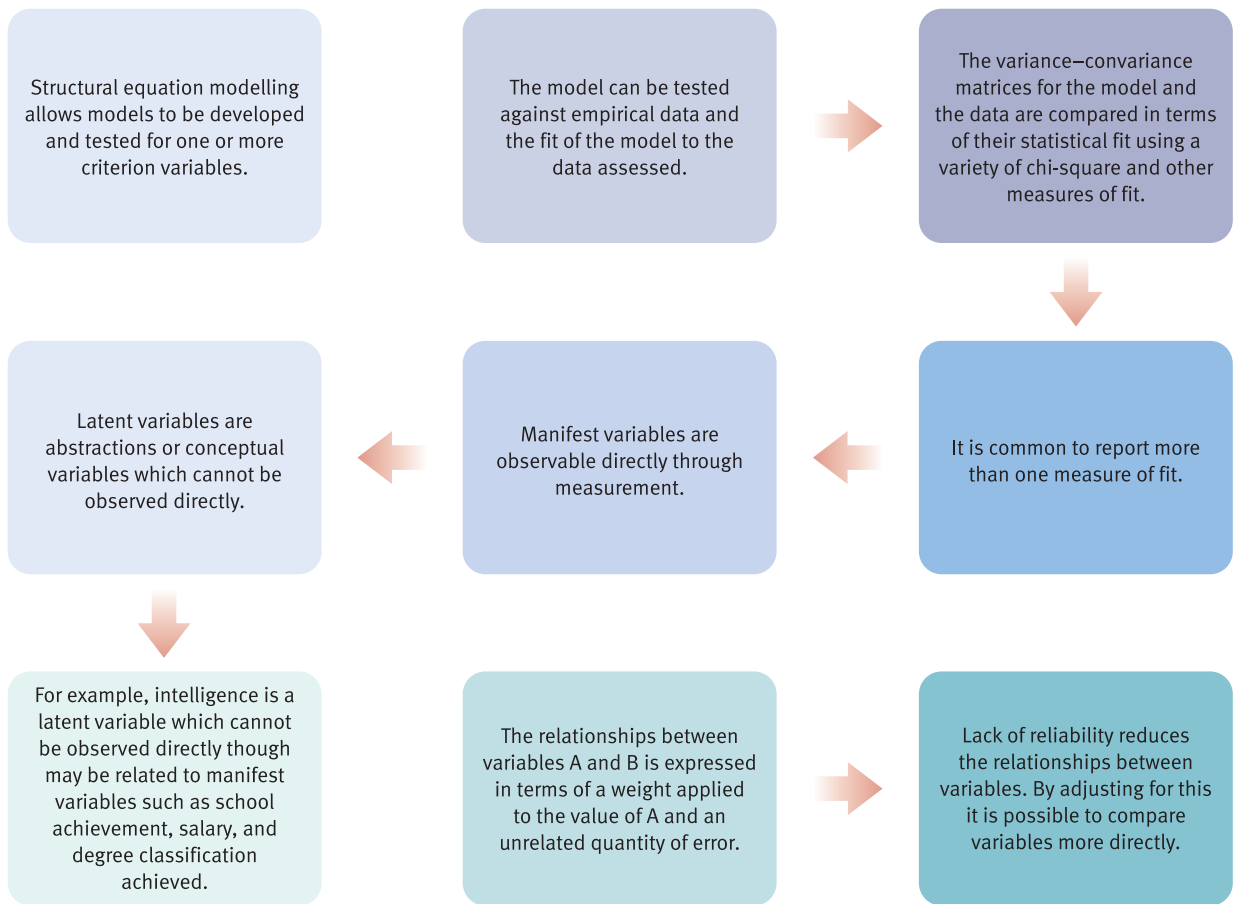 Structural equation modelling
allows models to be developed
and tested for one or more
criterion variables.
The model can be tested
against empirical data and
the fit of the model to the
data assessed.
The variance–convariance
matrices for the model and
the data are compared in terms
of their statistical fit using a
variety of chi-square and other
measures of fit.
It is common to report more
than one measure of fit.
Manifest variables are
observable directly through
measurement.
Latent variables are
abstractions or conceptual
variables which cannot be
observed directly.
For example, intelligence is a
latent variable which cannot
be observed directly though
may be related to manifest
variables such as school
achievement, salary, and
degree classification
achieved.
The relationships between
variables A and B is expressed
in terms of a weight applied
to the value of A and an
unrelated quantity of error.
Lack of reliability reduces
the relationships between
variables. By adjusting for this
it is possible to compare
variables more directly.